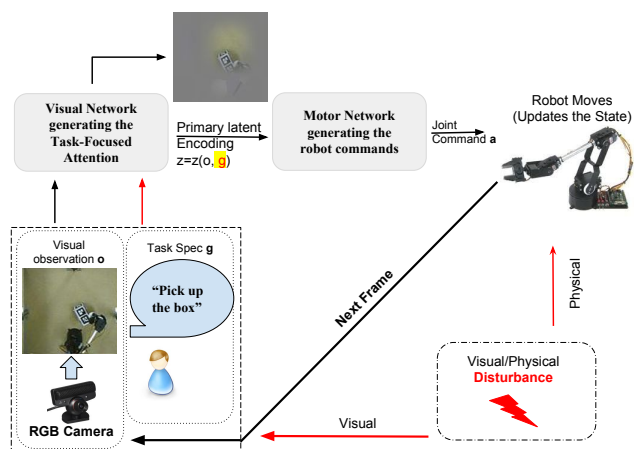 Visual Network
generating the
Task-Focused
Attention
Primary latent
Encoding
z=z(o, g)
Motor Network
generating the
robot commands
Joint
Command a
Robot Moves
(Updates the State)
Visual
observation o
Task Spec g
“Pick up
the box”
RGB Camera
Next Frame
Physical
Visual/Physical
Disturbance
Visual